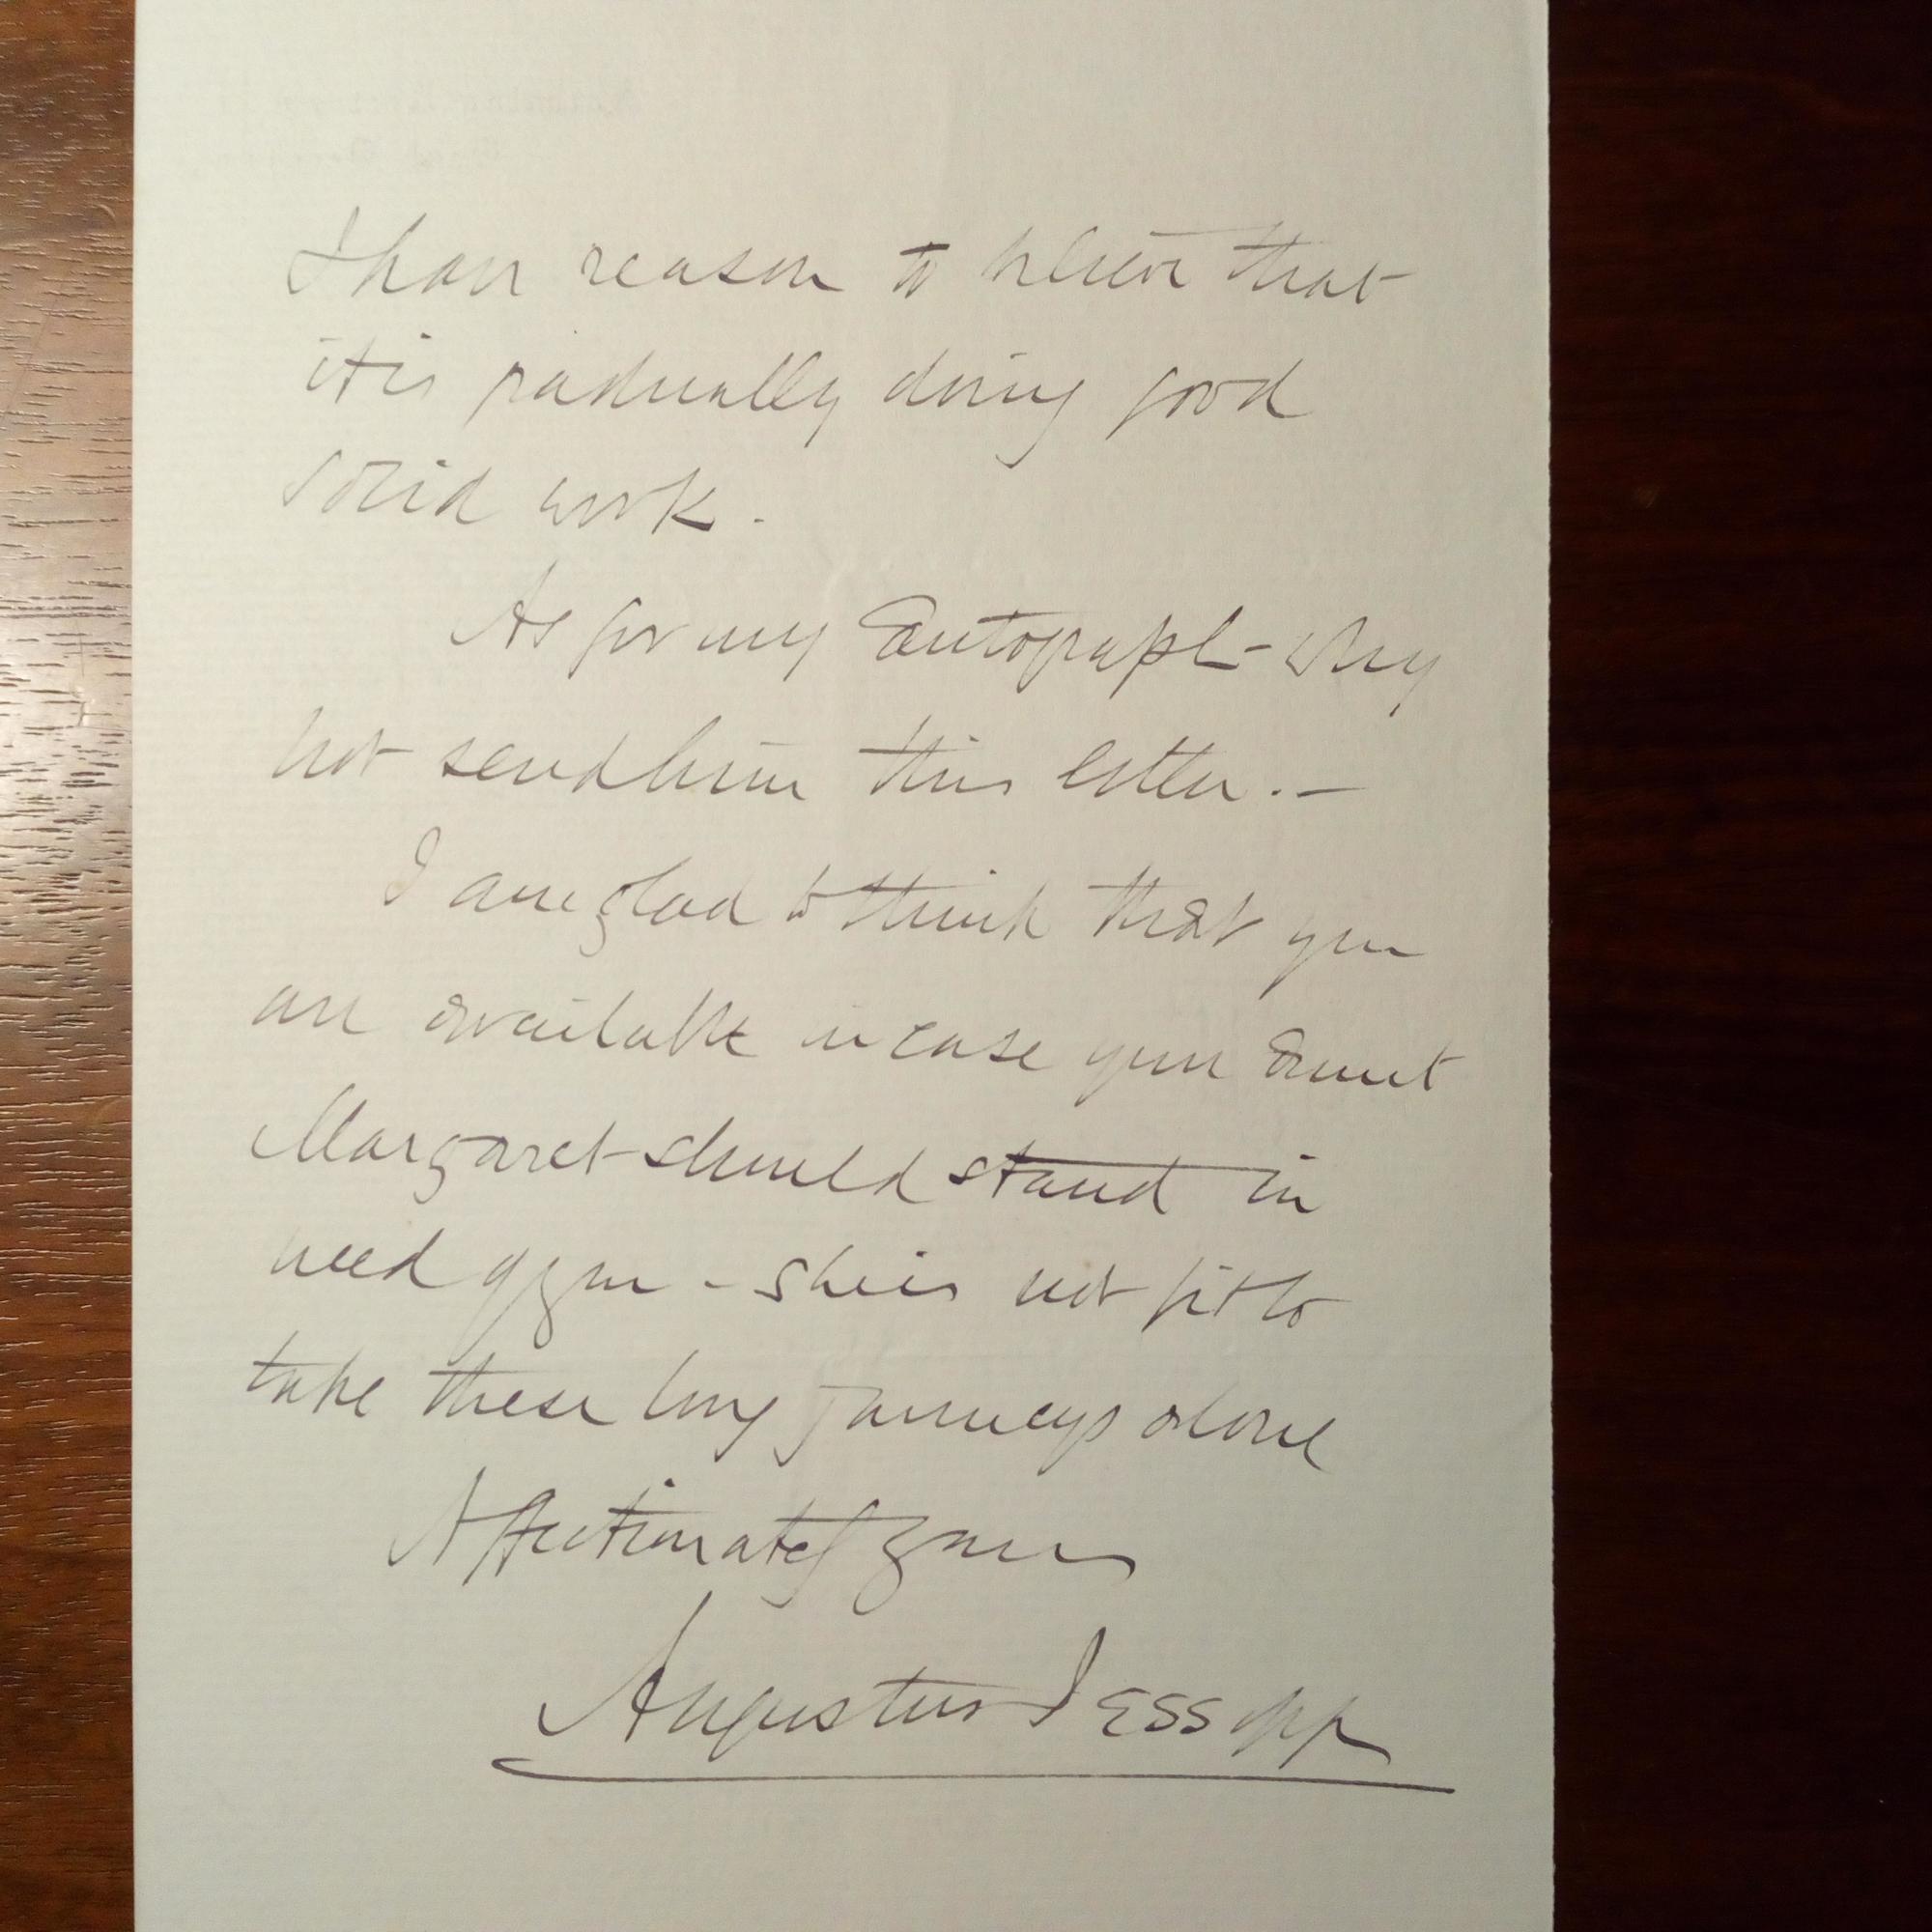 I have reason to believe that
it is gradually doing good
solid work.
As for my Autograph - Why
not send him this letter. -
I am glad to think that you
are available in case your Aunt
Margaret should stand in
need of you - she is not fit to
take these long journeys alone
Affectionately yours
Augustus Jessopp